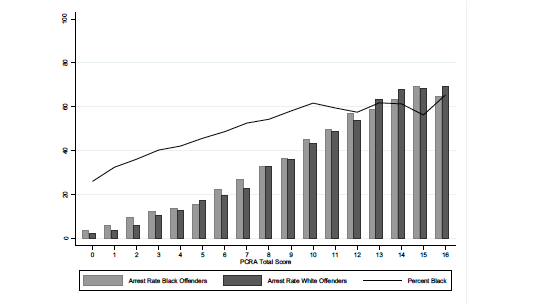 100
80
60
40
20
0
0 1 2 3 4 5 6 7 8 9 10 11 12 13 14 15 16
PCRA Total Score
Arrest Rate Black Offenders Arrest Rate White Offenders Percent Black